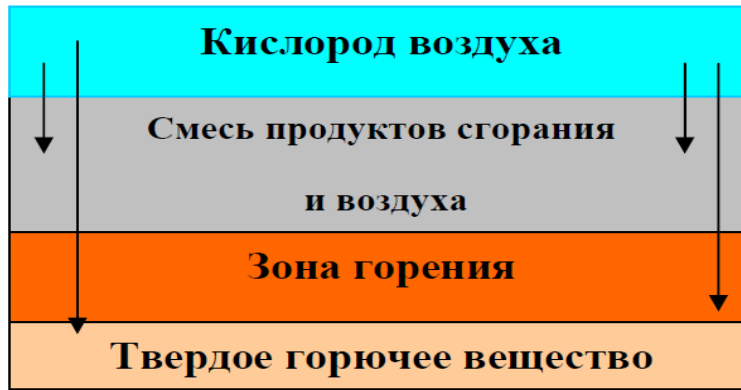 Кислород воздуха
Смесь продуктов сгорания
и воздуха
Зона горения
Твердое горючее вещество